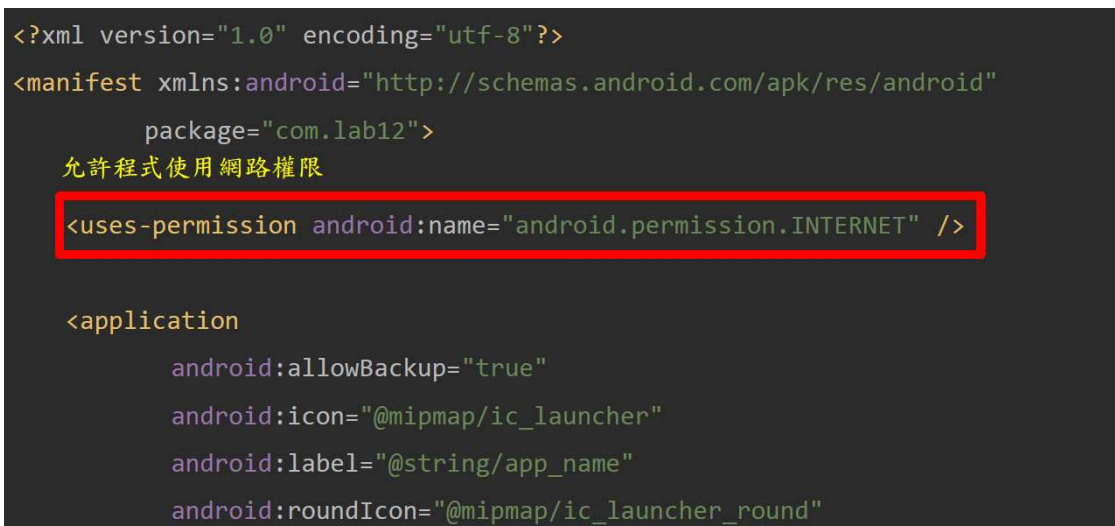 <?xml version="1.0" encoding="utf-8"?>
<manifest xmlns:android="http://schemas.android.com/apk/res/android"
package="com.lab12">
允許程式使用網路權限
<uses-permission android:name="android.permission.INTERNET" />
<application
android:allowBackup="true"
android:icon="@mipmap/ic_launcher"
android:label="@string/app_name"
android:roundIcon="@mipmap/ic_launcher_round"